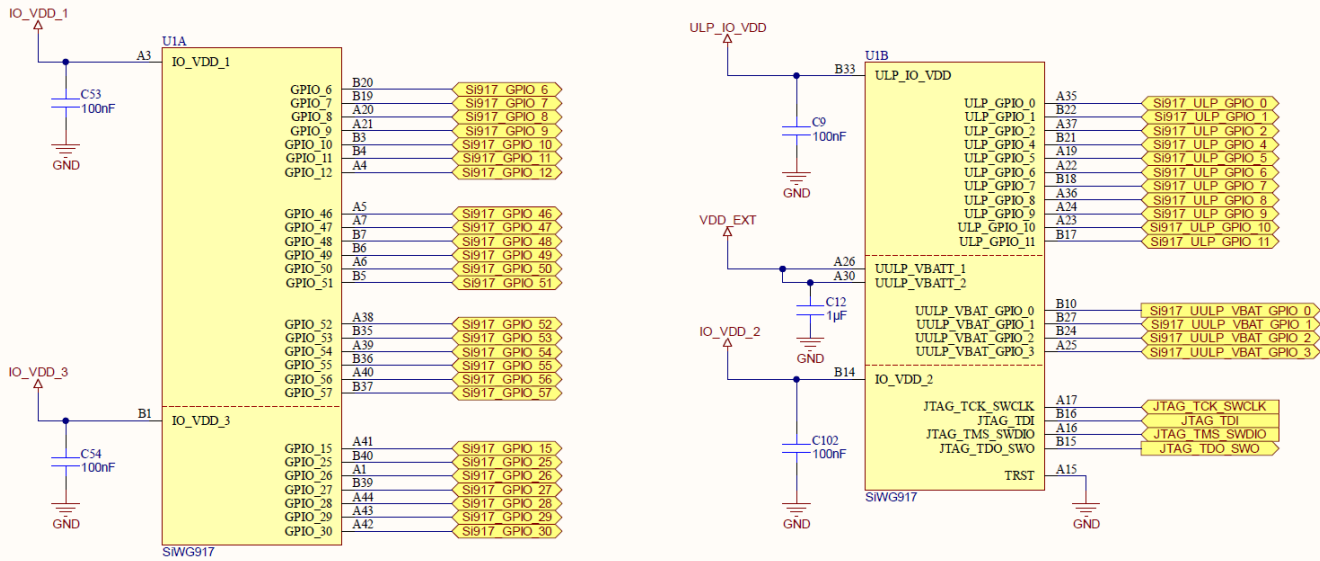 IO_VDD_1
U1A
A3 IO_VDD_1
C53
100nF
GND
GPIO_6 B20 Si917_GPIO_6
GPIO_7 B19 Si917_GPIO_7
GPIO_8 A20 Si917_GPIO_8
GPIO_9 A21 Si917_GPIO_9
GPIO_10 B3 Si917_GPIO_10
GPIO_11 B4 Si917_GPIO_11
GPIO_12 A4 Si917_GPIO_12
GPIO_46 A5 Si917_GPIO_46
GPIO_47 A7 Si917_GPIO_47
GPIO_48 B7 Si917_GPIO_48
GPIO_49 B6 Si917_GPIO_49
GPIO_50 A6 Si917_GPIO_50
GPIO_51 B5 Si917_GPIO_51
GPIO_52 A38 Si917_GPIO_52
GPIO_53 B35 Si917_GPIO_53
GPIO_54 A39 Si917_GPIO_54
GPIO_55 B36 Si917_GPIO_55
GPIO_56 A40 Si917_GPIO_56
GPIO_57 B37 Si917_GPIO_57
IO_VDD_3
B1 IO_VDD_3
C54
100nF
GND
GPIO_15 A41 Si917_GPIO_15
GPIO_25 B40 Si917_GPIO_25
GPIO_26 A1 Si917_GPIO_26
GPIO_27 B39 Si917_GPIO_27
GPIO_28 A44 Si917_GPIO_28
GPIO_29 A43 Si917_GPIO_29
GPIO_30 A42 Si917_GPIO_30
SiWG917
ULP_IO_VDD
U1B
B33 ULP_IO_VDD
C9
100nF
GND
ULP_GPIO_0 A35 Si917_ULP_GPIO_0
ULP_GPIO_1 B22 Si917_ULP_GPIO_1
ULP_GPIO_2 A37 Si917_ULP_GPIO_2
ULP_GPIO_4 B21 Si917_ULP_GPIO_4
ULP_GPIO_5 A19 Si917_ULP_GPIO_5
ULP_GPIO_6 A22 Si917_ULP_GPIO_6
ULP_GPIO_7 B18 Si917_ULP_GPIO_7
ULP_GPIO_8 A36 Si917_ULP_GPIO_8
ULP_GPIO_9 A24 Si917_ULP_GPIO_9
ULP_GPIO_10 A23 Si917_ULP_GPIO_10
ULP_GPIO_11 B17 Si917_ULP_GPIO_11
VDD_EXT
A26 UULP_VBATT_1
A30 UULP_VBATT_2
C12
1µF
GND
UULP_VBAT_GPIO_0 B10 Si917_UULP_VBAT_GPIO_0
UULP_VBAT_GPIO_1 B27 Si917_UULP_VBAT_GPIO_1
UULP_VBAT_GPIO_2 B24 Si917_UULP_VBAT_GPIO_2
UULP_VBAT_GPIO_3 A25 Si917_UULP_VBAT_GPIO_3
IO_VDD_2
B14 IO_VDD_2
C102
100nF
GND
JTAG_TCK_SWCLK A17 JTAG_TCK_SWCLK
JTAG_TDI B16 JTAG_TDI
JTAG_TMS_SWDIO A16 JTAG_TMS_SWDIO
JTAG_TDO_SWO B15 JTAG_TDO_SWO
TRST A15
GND
SiWG917